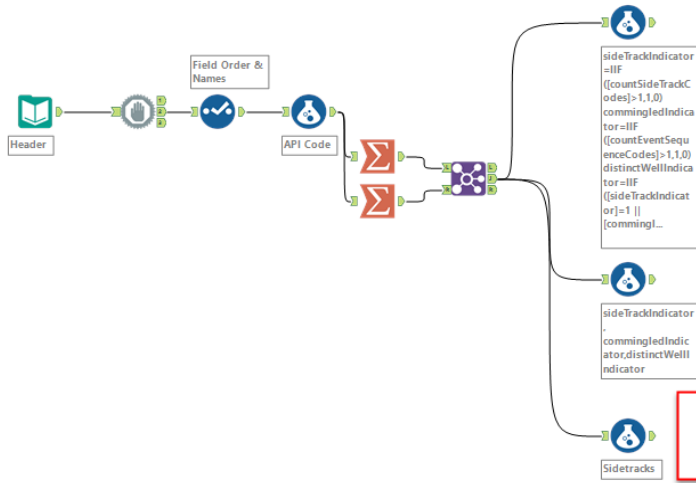 sideTrackIndicator
=IIF
([countSideTrackC
odes]>1,1,0)
commingledIndica
tor=IIF
([countEventSequ
enceCodes]>1,1,0)
distinctWellIndica
tor=IIF
([sideTrackIndicat
or]=1 ||
[commingl...
Field Order &
Names
Header
API Code
L
J
R
sideTrackIndicator
,
commingledIndic
ator,distinctWellI
ndicator
Sidetracks